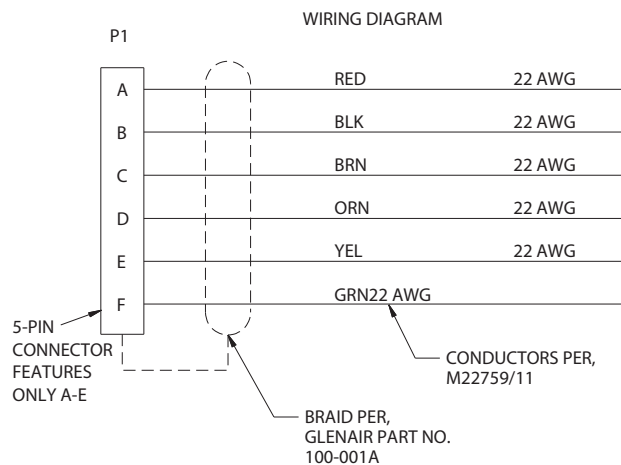 WIRING DIAGRAM
P1
A RED 22 AWG
B BLK 22 AWG
C BRN 22 AWG
D ORN 22 AWG
E YEL 22 AWG
F GRN22 AWG
5-PIN
CONNECTOR
FEATURES
ONLY A-E
CONDUCTORS PER,
M22759/11
BRAID PER,
GLENAIR PART NO.
100-001A